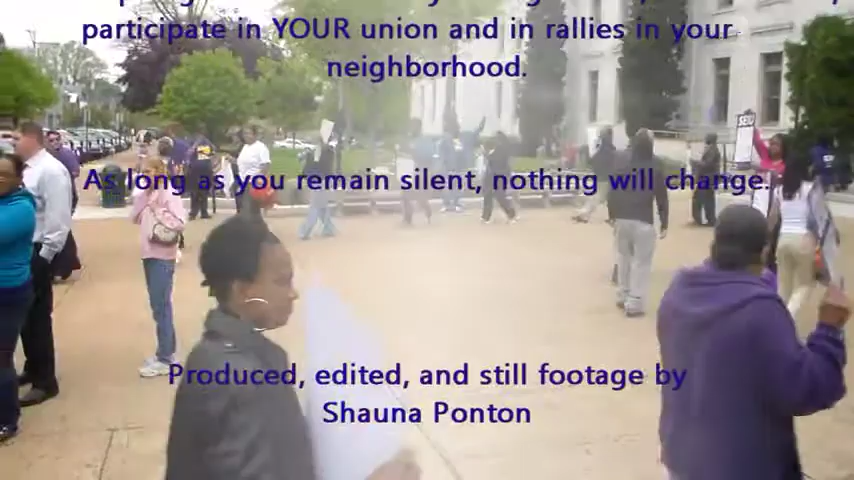 participate in YOUR union and in rallies in your
neighborhood.
SEIU
As long as you remain silent, nothing will change.
Produced, edited, and still footage by
Shauna Ponton